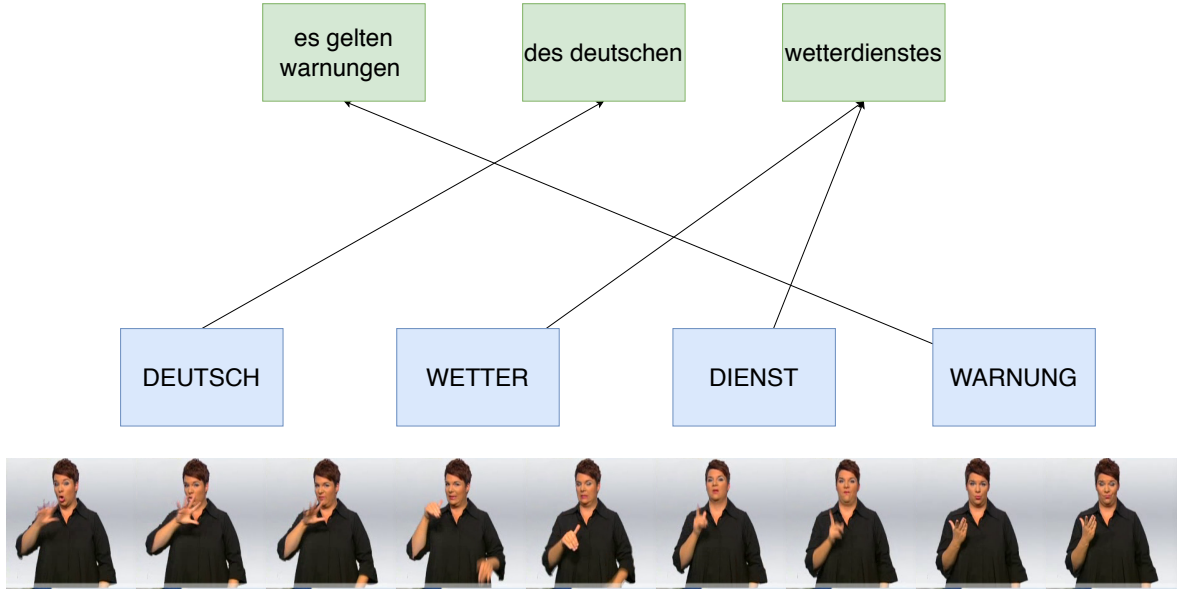 es gelten
warnungen
des deutschen
wetterdienstes
DEUTSCH
WETTER
DIENST
WARNUNG